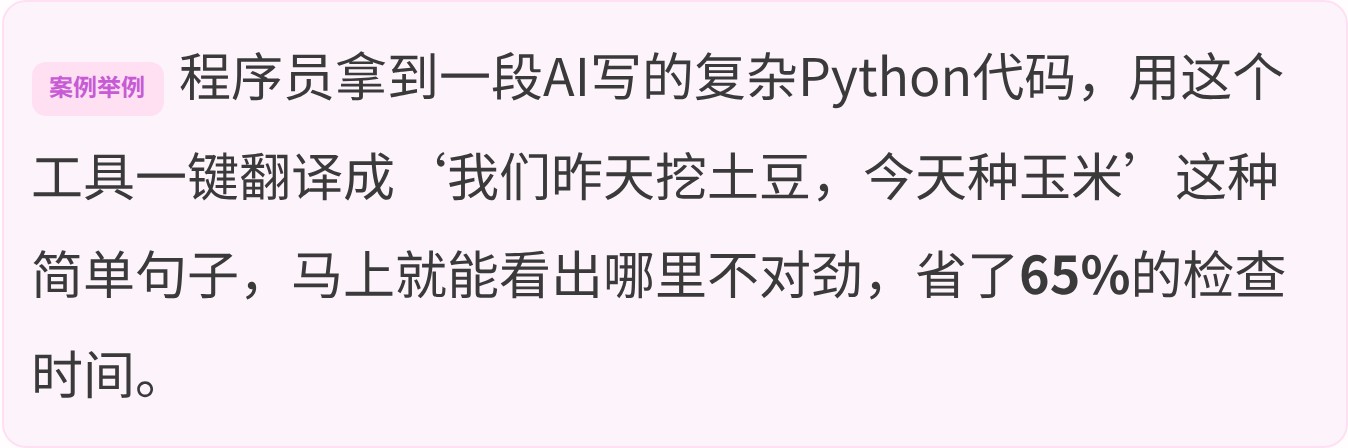 案例举例 程序员拿到一段AI写的复杂Python代码，用这个
工具一键翻译成‘我们昨天挖土豆，今天种玉米’这种
简单句子，马上就能看出哪里不对劲，省了65%的检查
时间。